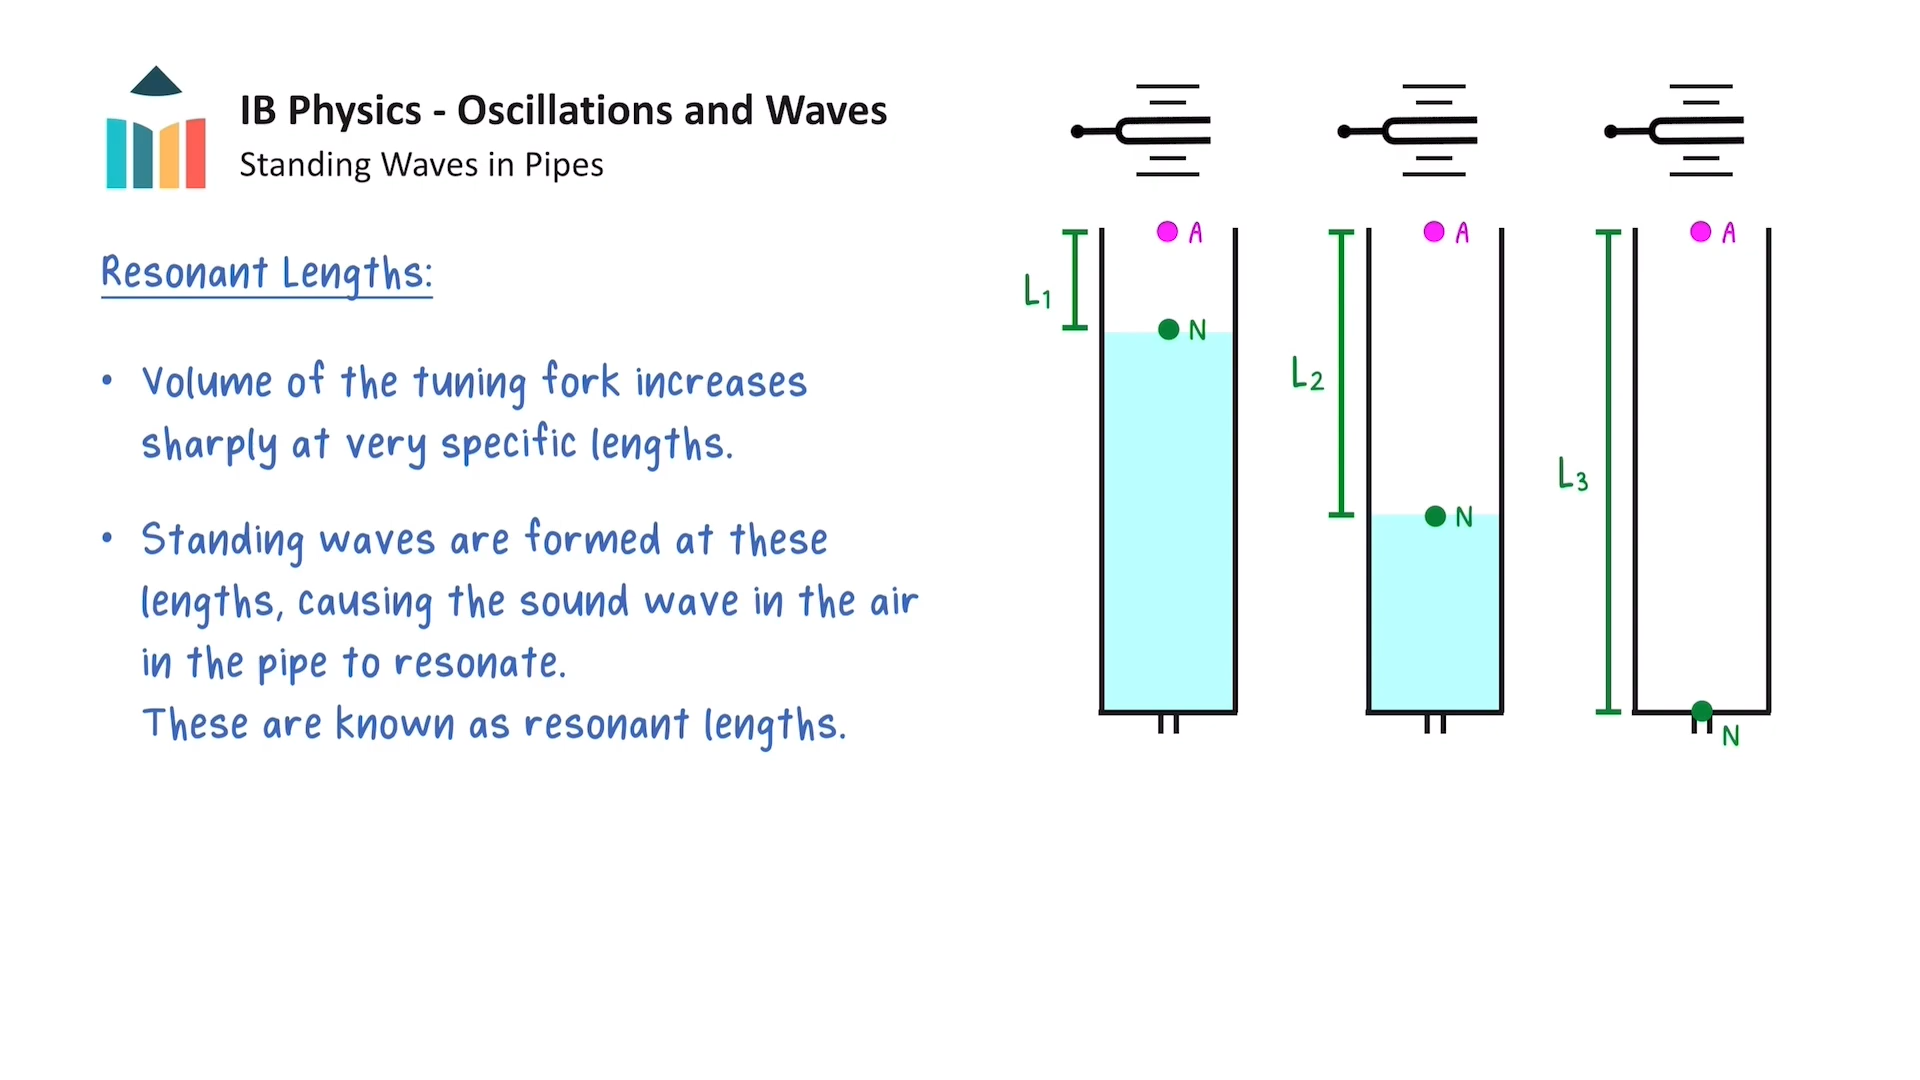 IB Physics - Oscillations and Waves
Standing Waves in Pipes
Resonant Lengths:
• Volume of the tuning fork increases
sharply at very specific lengths.
• Standing waves are formed at these
lengths, causing the sound wave in the air
in the pipe to resonate.
These are known as resonant lengths.
A
L₁
N
A
L₂
N
A
L₃
N